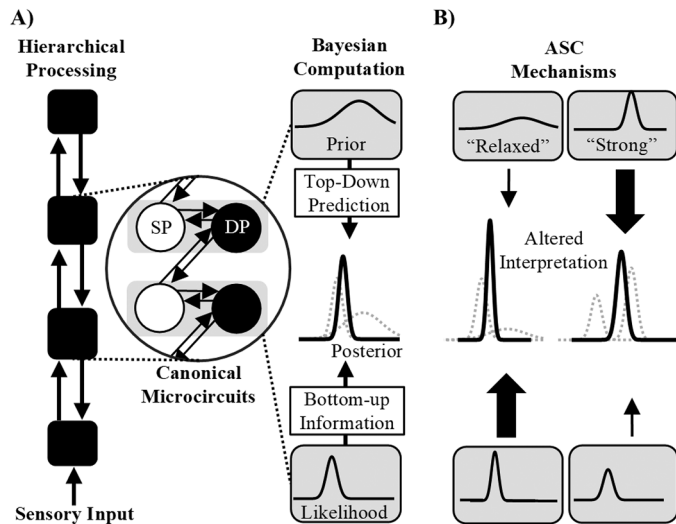 A)
Hierarchical
Processing
Sensory Input
SP
DP
Canonical
Microcircuits
Bayesian
Computation
Prior
Top-Down
Prediction
Posterior
Bottom-up
Information
Likelihood
B)
ASC
Mechanisms
“Relaxed”
“Strong”
Altered
Interpretation